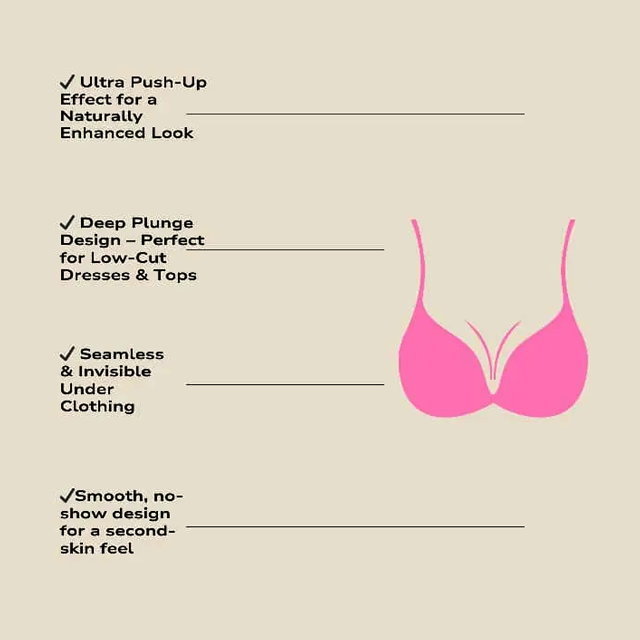 ✓ Ultra Push-Up
Effect for a
Naturally
Enhanced Look
✓ Deep Plunge
Design – Perfect
for Low-Cut
Dresses & Tops
✓ Seamless
& Invisible
Under
Clothing
✓Smooth, no-
show design
for a second-
skin feel